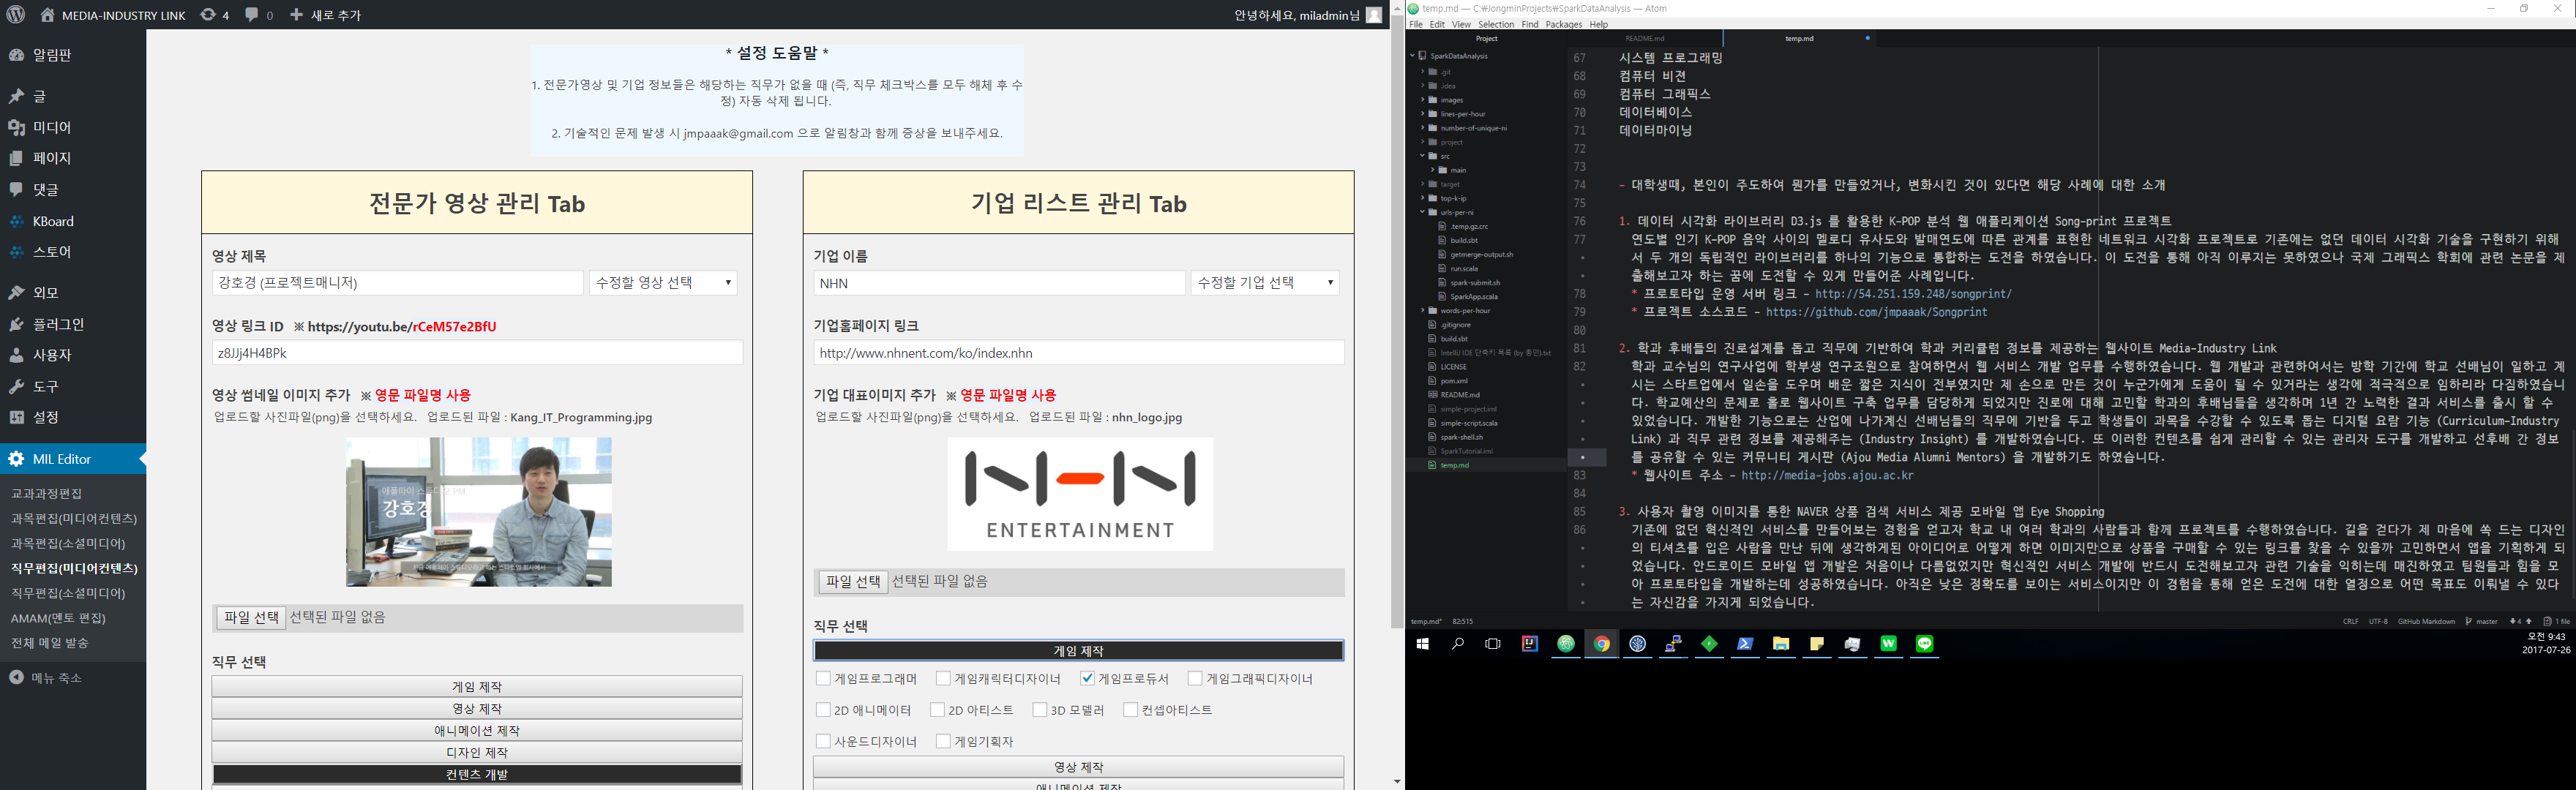 MEDIA-INDUSTRY LINK 4 0 새로 추가
안녕하세요, miladmin님
알림판
글
미디어
페이지
댓글
KBoard
스토어
외모
플러그인
사용자
도구
설정
MIL Editor
교과과정편집
과목편집(미디어컨텐츠)
과목편집(소셜미디어)
직무편집(미디어컨텐츠)
직무편집(소셜미디어)
AMAM(멘토 편집)
전체 메일 발송
메뉴 축소
* 설정 도움말 *
1. 전문가영상 및 기업 정보들은 해당하는 직무가 없을 때 (즉, 직무 체크박스를 모두 해체 후 수
정) 자동 삭제 됩니다.
2. 기술적인 문제 발생 시 jmpaaak@gmail.com 으로 알림창과 함께 증상을 보내주세요.
전문가 영상 관리 Tab
영상 제목
강호경 (프로젝트매니저) 수정할 영상 선택
영상 링크 ID ※ https://youtu.be/rCeM57e2BfU
z8JJj4H4BPk
영상 썸네일 이미지 추가 ※ 영문 파일명 사용
업로드할 사진파일(png)을 선택하세요. 업로드된 파일 : Kang_IT_Programming.jpg
강호경
파일 선택 선택된 파일 없음
직무 선택
게임 제작
영상 제작
애니메이션 제작
디자인 제작
컨텐츠 개발
기업 리스트 관리 Tab
기업 이름
NHN 수정할 기업 선택
기업홈페이지 링크
http://www.nhnent.com/ko/index.nhn
기업 대표이미지 추가 ※ 영문 파일명 사용
업로드할 사진파일(png)을 선택하세요. 업로드된 파일 : nhn_logo.jpg
NHN
ENTERTAINMENT
파일 선택 선택된 파일 없음
직무 선택
게임 제작
게임프로그래머 게임캐릭터디자이너 게임프로듀서 게임그래픽디자이너
2D 애니메이터 2D 아티스트 3D 모델러 컨셉아티스트
사운드디자이너 게임기획자
영상 제작
애니메이션 제작
temp.md — C:₩JongminProjects₩SparkDataAnalysis — Atom
File Edit View Selection Find Packages Help
Project
README.md
temp.md
SparkDataAnalysis
.git
.idea
images
lines-per-hour
number-of-unique-ni
project
src
main
target
top-k-ip
urls-per-ni
.temp.gz.crc
build.sbt
getmerge-output.sh
run.scala
spark-submit.sh
SparkApp.scala
words-per-hour
.gitignore
build.sbt
IntelliJ IDE 단축키 목록 (by 종민).txt
LICENSE
pom.xml
README.md
simple-project.iml
simple-script.scala
spark-shell.sh
SparkTutorial.iml
temp.md
67 시스템 프로그래밍
68 컴퓨터 비젼
69 컴퓨터 그래픽스
70 데이터베이스
71 데이터마이닝
72
73
74 - 대학생때, 본인이 주도하여 뭔가를 만들었거나, 변화시킨 것이 있다면 해당 사례에 대한 소개
75
76 1. 데이터 시각화 라이브러리 D3.js 를 활용한 K-POP 분석 웹 애플리케이션 Song-print 프로젝트
77 연도별 인기 K-POP 음악 사이의 멜로디 유사도와 발매연도에 따른 관계를 표현한 네트워크 시각화 프로젝트로 기존에는 없던 데이터 시각화 기술을 구현하기 위해
서 두 개의 독립적인 라이브러리를 하나의 기능으로 통합하는 도전을 하였습니다. 이 도전을 통해 아직 이루지는 못하였으나 국제 그래픽스 학회에 관련 논문을 제
출해보고자 하는 꿈에 도전할 수 있게 만들어준 사례입니다.
78 * 프로토타입 운영 서버 링크 - http://54.251.159.248/songprint/
79 * 프로젝트 소스코드 - https://github.com/jmpaaak/Songprint
80
81 2. 학과 후배들의 진로설계를 돕고 직무에 기반하여 학과 커리큘럼 정보를 제공하는 웹사이트 Media-Industry Link
82 학과 교수님의 연구사업에 학부생 연구조원으로 참여하면서 웹 서비스 개발 업무를 수행하였습니다. 웹 개발과 관련하여서는 방학 기간에 학교 선배님이 일하고 계
시는 스타트업에서 일손을 도우며 배운 짧은 지식이 전부였지만 제 손으로 만든 것이 누군가에게 도움이 될 수 있거라는 생각에 적극적으로 임하리라 다짐하였습니
다. 학교예산의 문제로 홀로 웹사이트 구축 업무를 담당하게 되었지만 진로에 대해 고민할 학과의 후배님들을 생각하며 1년 간 노력한 결과 서비스를 출시 할 수
있었습니다. 개발한 기능으로는 산업에 나가계신 선배님들의 직무에 기반을 두고 학생들이 과목을 수강할 수 있도록 돕는 디지털 요람 기능 (Curriculum-Industry
Link) 과 직무 관련 정보를 제공해주는 (Industry Insight) 를 개발하였습니다. 또 이러한 컨텐츠를 쉽게 관리할 수 있는 관리자 도구를 개발하고 선후배 간 정보
를 공유할 수 있는 커뮤니티 게시판 (Ajou Media Alumni Mentors) 을 개발하기도 하였습니다.
83 * 웹사이트 주소 - http://media-jobs.ajou.ac.kr
84
85 3. 사용자 촬영 이미지를 통한 NAVER 상품 검색 서비스 제공 모바일 앱 Eye Shopping
86 기존에 없던 혁신적인 서비스를 만들어보는 경험을 얻고자 학교 내 여러 학과의 사람들과 함께 프로젝트를 수행하였습니다. 길을 걷다가 제 마음에 쏙 드는 디자인
의 티셔츠를 입은 사람을 만난 뒤에 생각하게된 아이디어로 어떻게 하면 이미지만으로 상품을 구매할 수 있는 링크를 찾을 수 있을까 고민하면서 앱을 기획하게 되
었습니다. 안드로이드 모바일 앱 개발은 처음이나 다름없었지만 혁신적인 서비스 개발에 반드시 도전해보고자 관련 기술을 익히는데 매진하였고 팀원들과 힘을 모
아 프로토타입을 개발하는데 성공하였습니다. 아직은 낮은 정확도를 보이는 서비스이지만 이 경험을 통해 얻은 도전에 대한 열정으로 어떤 목표도 이뤄낼 수 있다
는 자신감을 가지게 되었습니다.
temp.md* 82:515
CRLF UTF-8 GitHub Markdown master 4 1 file
오전 9:43
2017-07-26